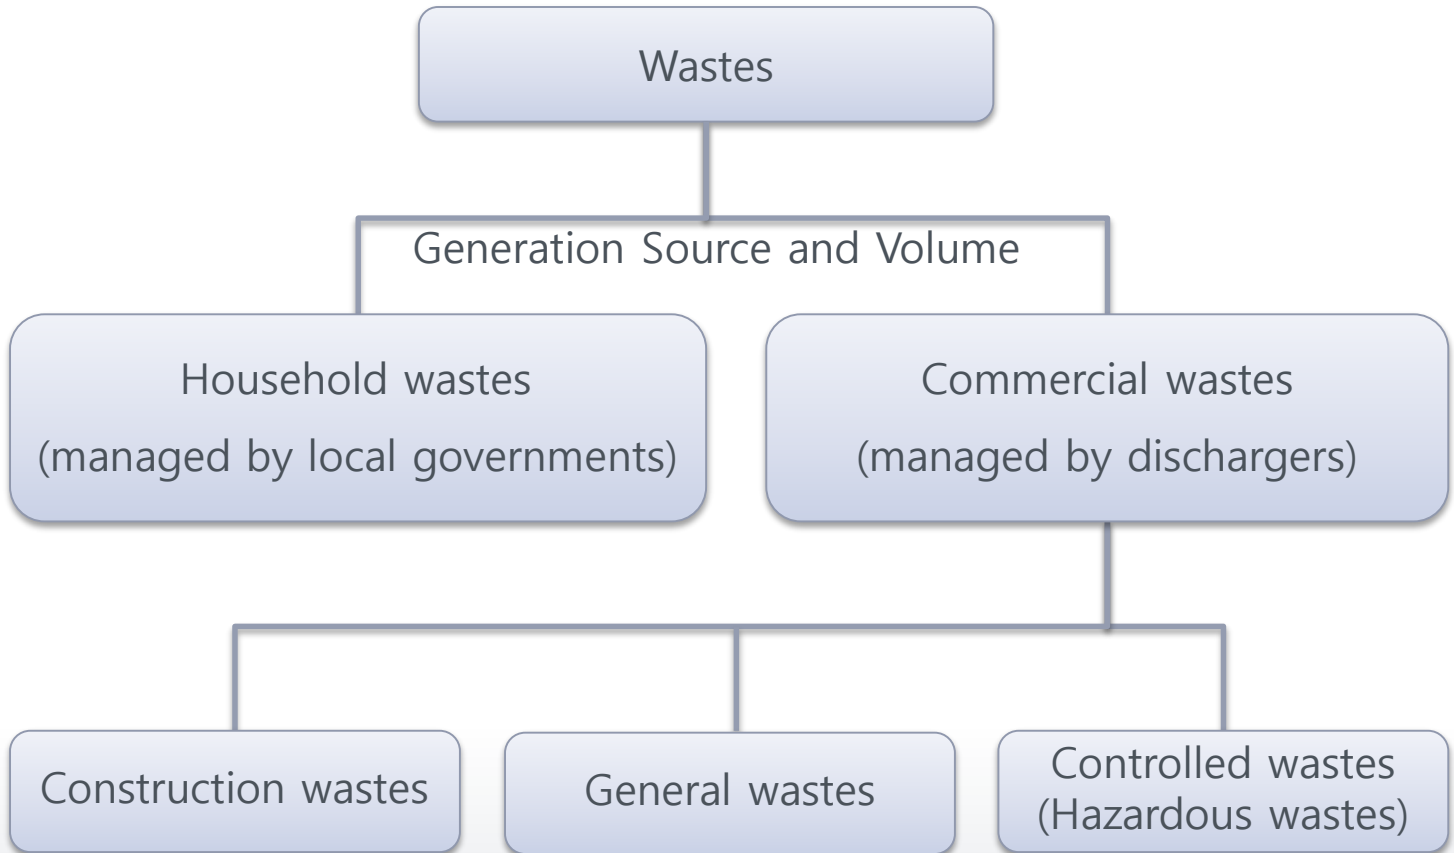 Wastes
Generation Source and Volume
Household wastes
(managed by local governments)
Commercial wastes
(managed by dischargers)
Construction wastes
General wastes
Controlled wastes
(Hazardous wastes)